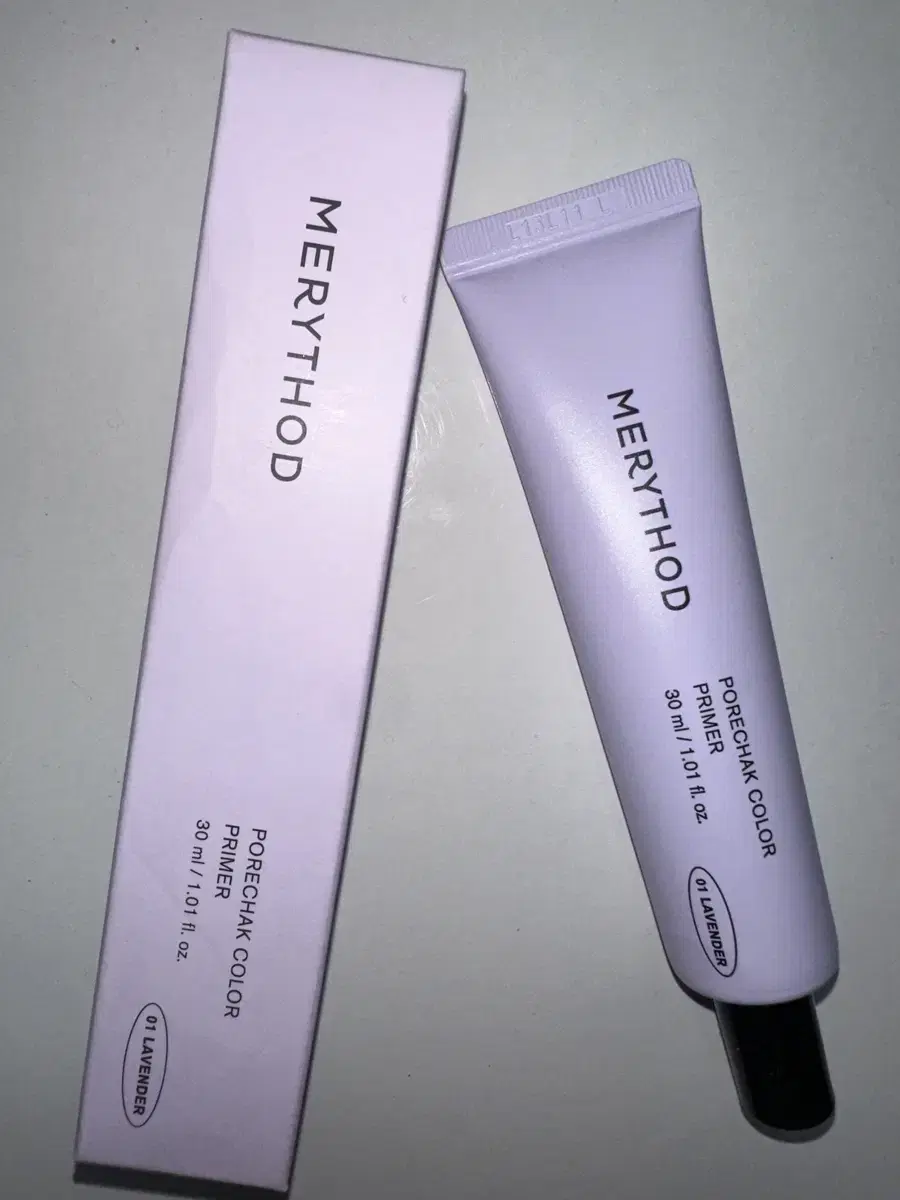 MERYTHOD
PORECHAK COLOR
PRIMER
30 ml / 1.01 fl. oz.
01 LAVENDER
MERYTHOD
PORECHAK COLOR
PRIMER
30 ml / 1.01 fl. oz.
01 LAVENDER